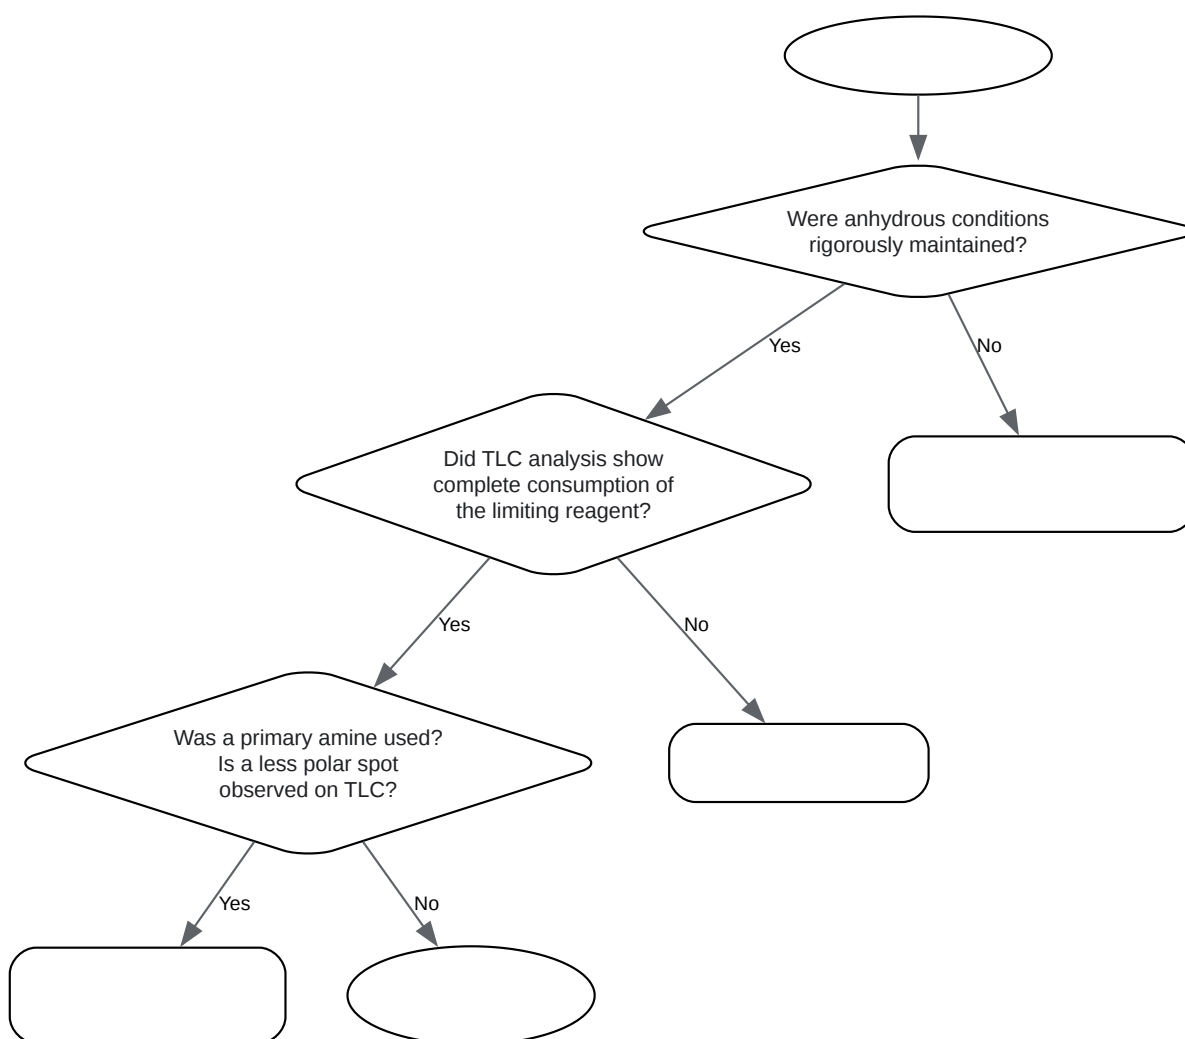 Were anhydrous conditions
rigorously maintained?
Yes
No
Did TLC analysis show
complete consumption of
the limiting reagent?
Yes
No
Was a primary amine used?
Is a less polar spot
observed on TLC?
Yes
No